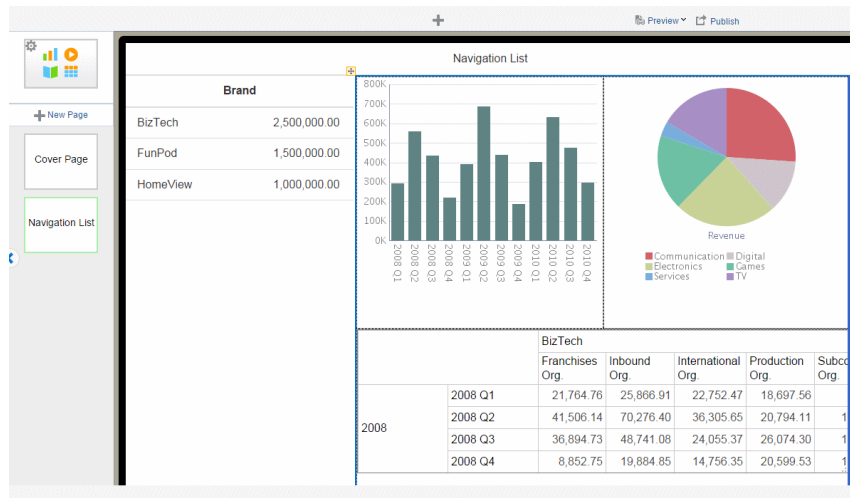 Preview
Publish
New Page
Cover Page
Navigation List
Navigation List
Brand
BizTech 2,500,000.00
FunPod 1,500,000.00
HomeView 1,000,000.00
800K
700K
600K
500K
400K
300K
200K
100K
0K
2008 Q1
2008 Q2
2008 Q3
2008 Q4
2009 Q1
2009 Q2
2009 Q3
2009 Q4
2010 Q1
2010 Q2
2010 Q3
2010 Q4
Revenue
Communication Digital
Electronics Games
Services TV
BizTech
Franchises Inbound International Production Subco
Org. Org. Org. Org. Org.
2008 Q1 21,764.76 25,866.91 22,752.47 18,697.56
2008 Q2 41,506.14 70,276.40 36,305.65 20,794.11 1
2008
2008 Q3 36,894.73 48,741.08 24,055.37 26,074.30 1
2008 Q4 8,852.75 19,884.85 14,756.35 20,599.53 1